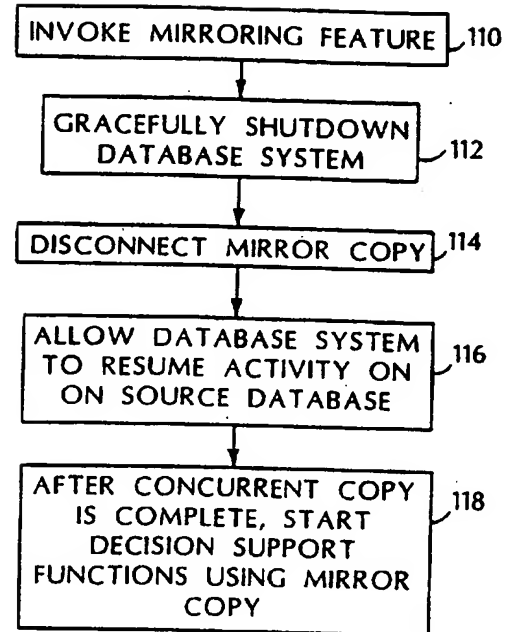 INVOKE MIRRORING FEATURE
110
GRACEFULLY SHUTDOWN
DATABASE SYSTEM
112
DISCONNECT MIRROR COPY
114
ALLOW DATABASE SYSTEM
TO RESUME ACTIVITY ON
ON SOURCE DATABASE
116
AFTER CONCURRENT COPY
IS COMPLETE, START
DECISION SUPPORT
FUNCTIONS USING MIRROR
COPY
118